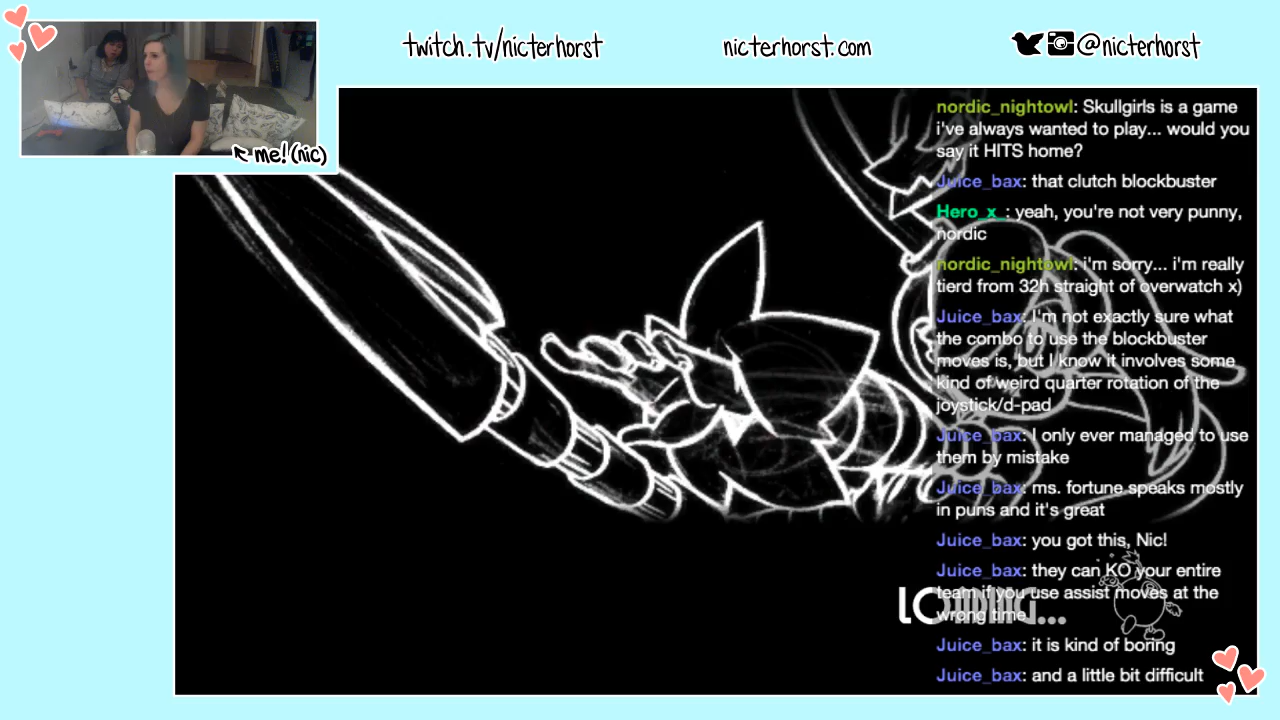 twitch.tv/nicterhorst
nicterhorst.com
@nicterhorst
me! (nic)
nordic_nightowl: Skullgirls is a game
i've always wanted to play... would you
say it HITS home?
Juice_bax: that clutch blockbuster
Hero_x_: yeah, you're not very punny,
nordic
nordic_nightowl: i'm sorry... i'm really
tierd from 32h straight of overwatch x)
Juice_bax: I'm not exactly sure what
the combo to use the blockbuster
moves is, but I know it involves some
kind of weird quarter rotation of the
joystick/d-pad
Juice_bax: I only ever managed to use
them by mistake
Juice_bax: ms. fortune speaks mostly
in puns and it's great
Juice_bax: you got this, Nic!
Juice_bax: they can KO your entire
team if you use assist moves at the
wrong time
LOADING...
Juice_bax: it is kind of boring
Juice_bax: and a little bit difficult